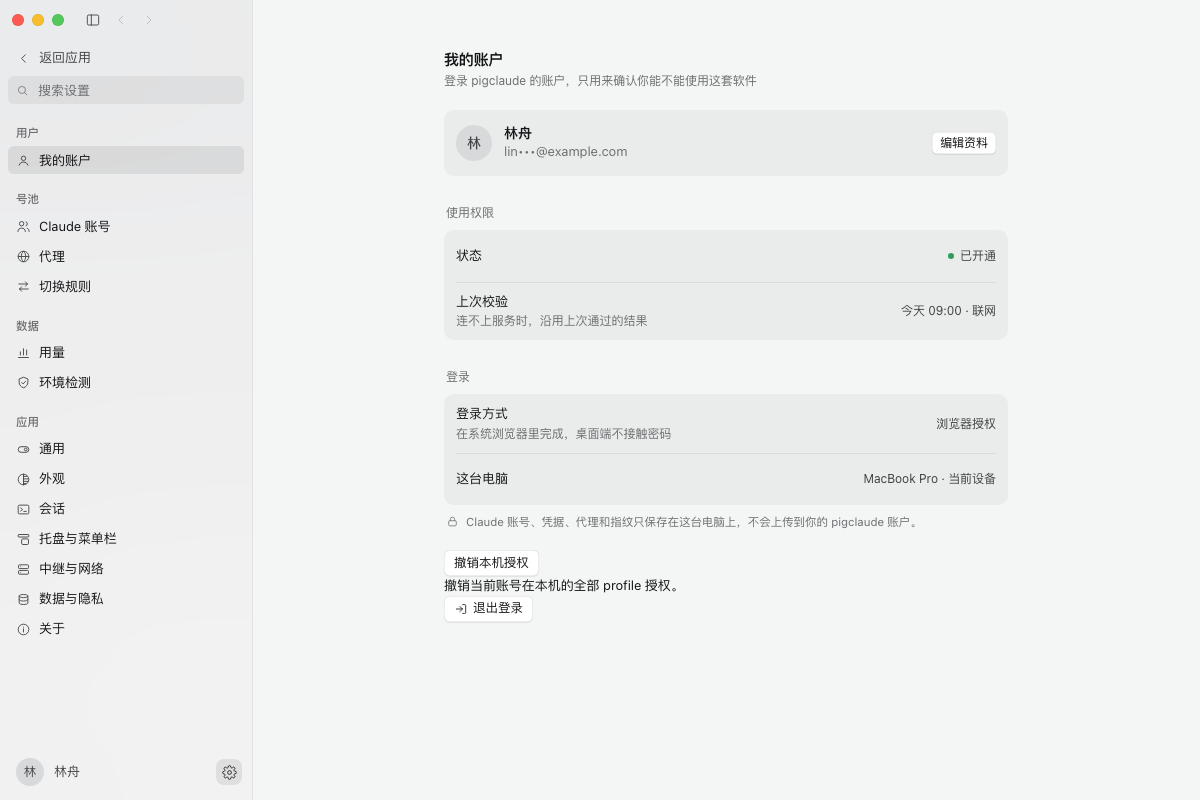 返回应用
搜索设置
用户
我的账户
号池
Claude 账号
代理
切换规则
数据
用量
环境检测
应用
通用
外观
会话
托盘与菜单栏
中继与网络
数据与隐私
关于
林 林舟
我的账户
登录 pigclaude 的账户，只用来确认你能不能使用这套软件
林
林舟
lin•••@example.com
编辑资料
使用权限
状态 已开通
上次校验
连不上服务时，沿用上次通过的结果
今天 09:00 · 联网
登录
登录方式
在系统浏览器里完成，桌面端不接触密码
浏览器授权
这台电脑 MacBook Pro · 当前设备
Claude 账号、凭据、代理和指纹只保存在这台电脑上，不会上传到你的 pigclaude 账户。
撤销本机授权
撤销当前账号在本机的全部 profile 授权。
退出登录